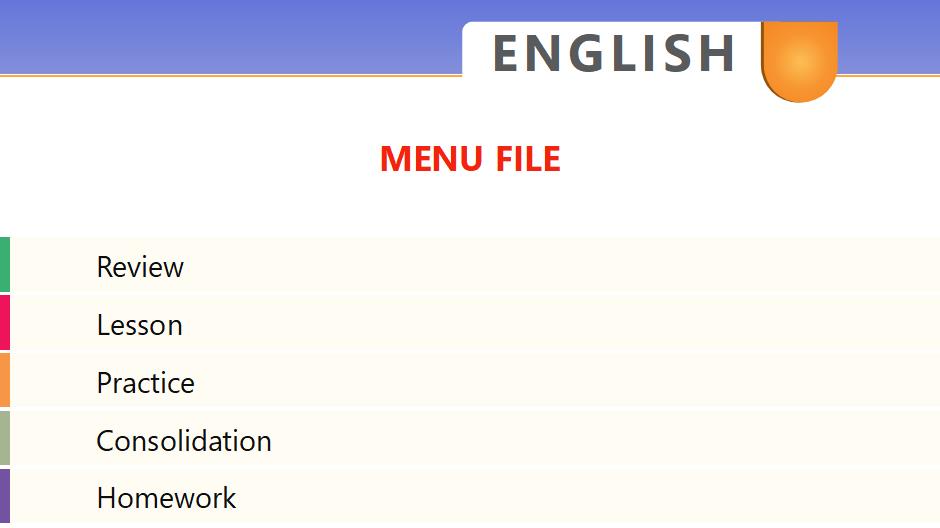 ENGLISH
MENU FILE
Review
Lesson
Practice
Consolidation
Homework